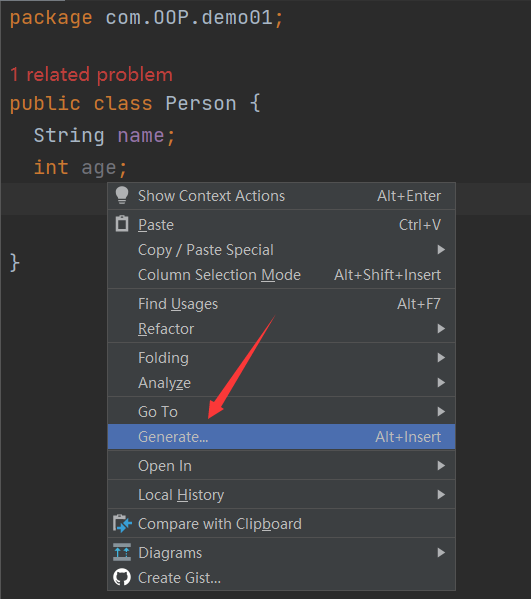 package com.OOP.demo01;
1 related problem
public class Person {
String name;
int age;
Show Context Actions Alt+Enter
Paste Ctrl+V
Copy / Paste Special
Column Selection Mode Alt+Shift+Insert
Find Usages Alt+F7
Refactor
Folding
Analyze
Go To
Generate... Alt+Insert
Open In
Local History
Compare with Clipboard
Diagrams
Create Gist...
}